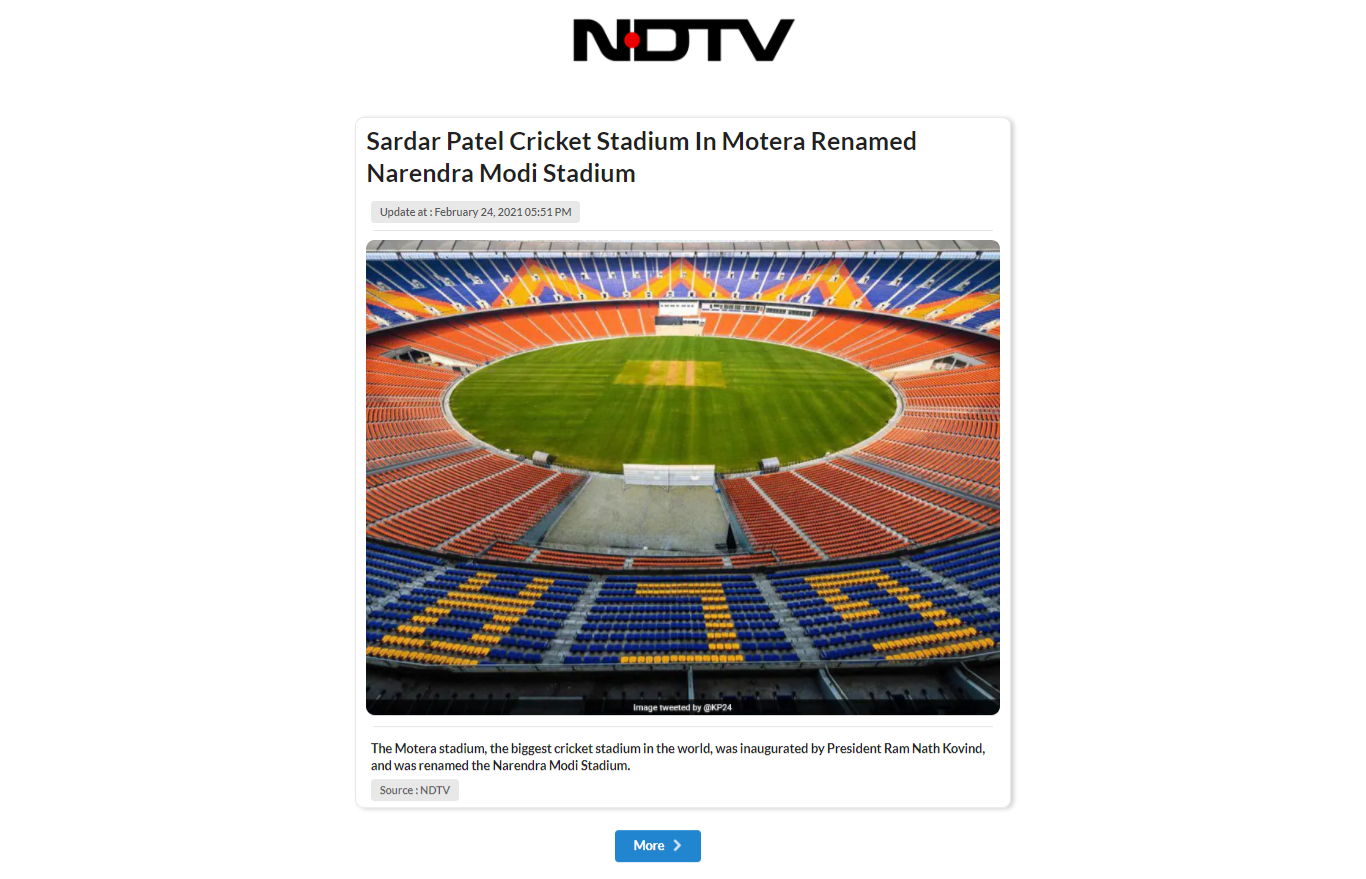 NDTV
Sardar Patel Cricket Stadium In Motera Renamed
Narendra Modi Stadium
Update at : February 24, 2021 05:51 PM
Image tweeted by @KP24
The Motera stadium, the biggest cricket stadium in the world, was inaugurated by President Ram Nath Kovind,
and was renamed the Narendra Modi Stadium.
Source : NDTV
More